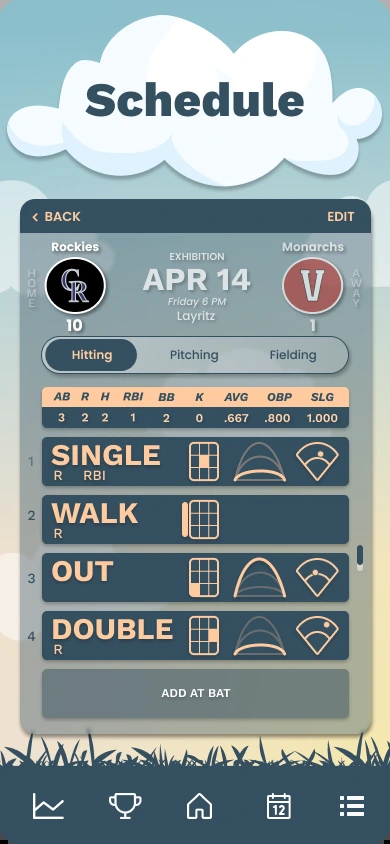 Schedule
BACK EDIT
Rockies EXHIBITION Monarchs
HOME CR APR 14 V AWAY
Friday 6 PM
10 Layritz 1
Hitting Pitching Fielding
AB R H RBI BB K AVG OBP SLG
3 2 2 1 2 0 .667 .800 1.000
1 SINGLE
R RBI
2 WALK
R
3 OUT
4 DOUBLE
R
ADD AT BAT
12